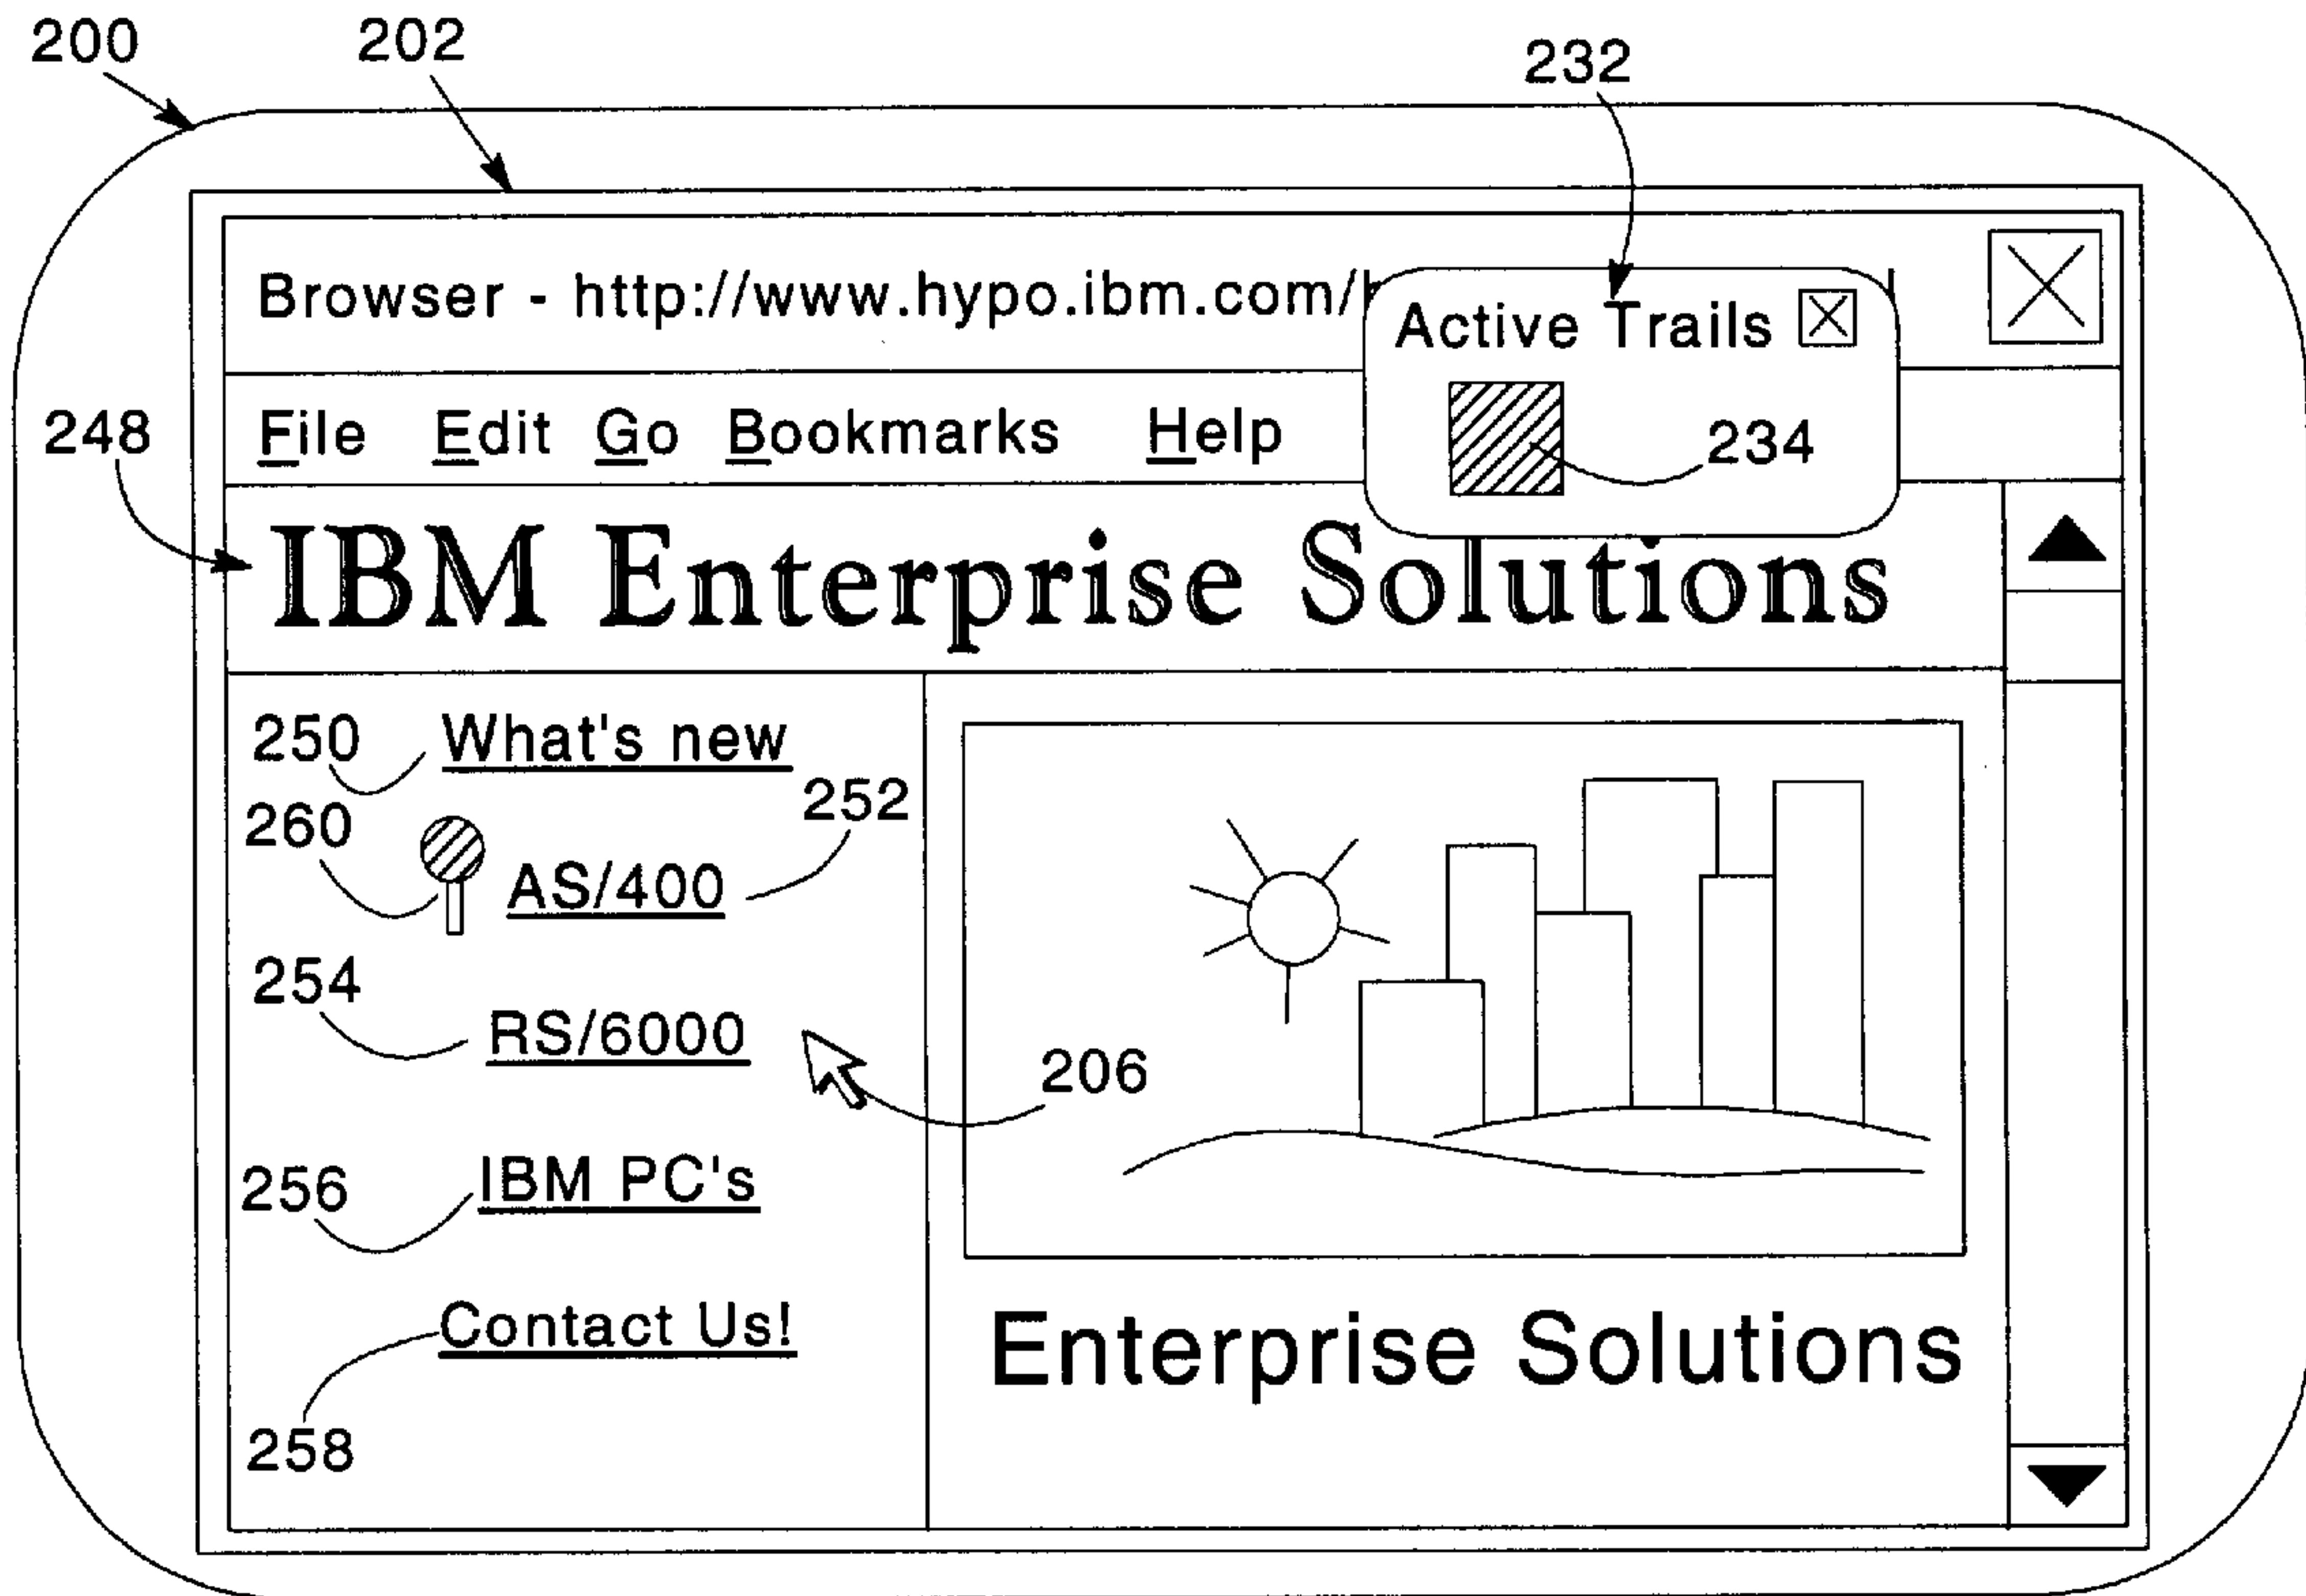 200
202
232
Browser - http://www.hypo.ibm.com/
Active Trails
248
File Edit Go Bookmarks Help
234
IBM Enterprise Solutions
250 What's new
252
260
AS/400
254
RS/6000
206
256
IBM PC's
Contact Us!
Enterprise Solutions
258